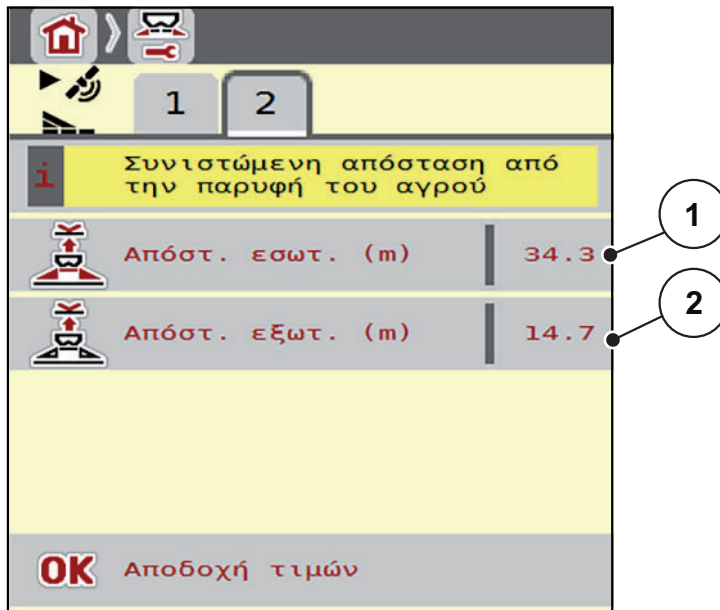 1 2
i Συνιστώμενη απόσταση από
την παρυφή του αγρού
Απόστ. εσωτ. (m) 34.3
1
Απόστ. εξωτ. (m) 14.7
2
OK Αποδοχή τιμών